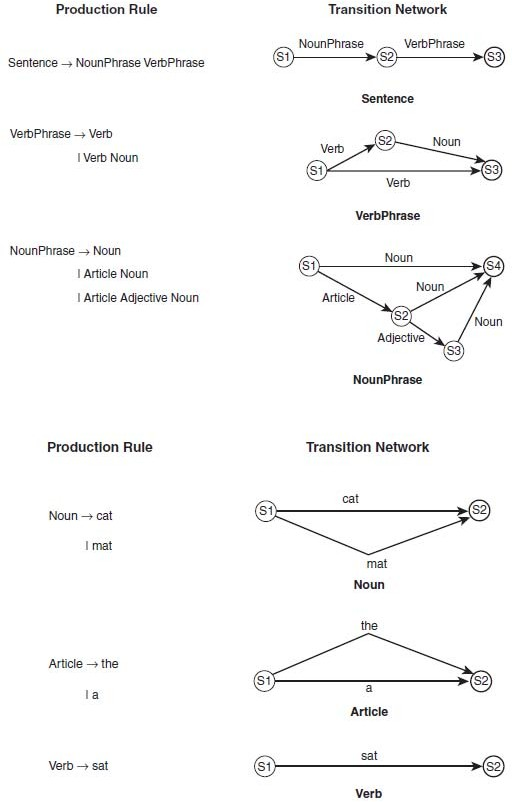 Production Rule Transition Network
Sentence → NounPhrase VerbPhrase
S1 NounPhrase S2 VerbPhrase S3
Sentence
VerbPhrase → Verb
| Verb Noun
S1 Verb S2 Noun S3
Verb
VerbPhrase
NounPhrase → Noun
| Article Noun
| Article Adjective Noun
S1 Noun S4
Article S2 Noun
Adjective S3 Noun
NounPhrase
Production Rule Transition Network
Noun → cat
| mat
S1 cat S2
mat
Noun
Article → the
| a
the
S1 a S2
Article
Verb → sat
S1 sat S2
Verb